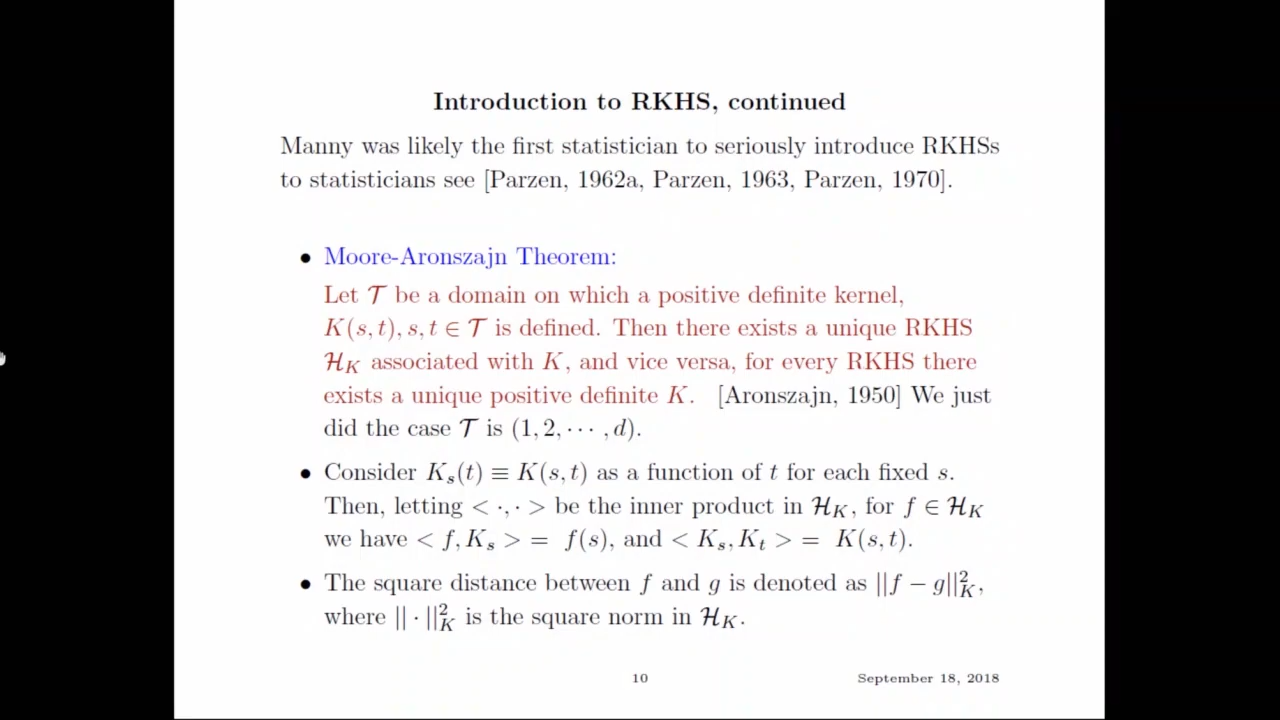 Introduction to RKHS, continued
Manny was likely the first statistician to seriously introduce RKHSs
to statisticians see [Parzen, 1962a, Parzen, 1963, Parzen, 1970].
• Moore-Aronszajn Theorem:
Let 𝒯 be a domain on which a positive definite kernel,
K(s, t), s, t ∈ 𝒯 is defined. Then there exists a unique RKHS
ℋ_K associated with K, and vice versa, for every RKHS there
exists a unique positive definite K. [Aronszajn, 1950] We just
did the case 𝒯 is (1, 2, ⋯ , d).
• Consider K_s(t) ≡ K(s, t) as a function of t for each fixed s.
Then, letting < ·, · > be the inner product in ℋ_K, for f ∈ ℋ_K
we have < f, K_s > = f(s), and < K_s, K_t > = K(s, t).
• The square distance between f and g is denoted as ||f − g||²_K,
where || · ||²_K is the square norm in ℋ_K.
10 September 18, 2018